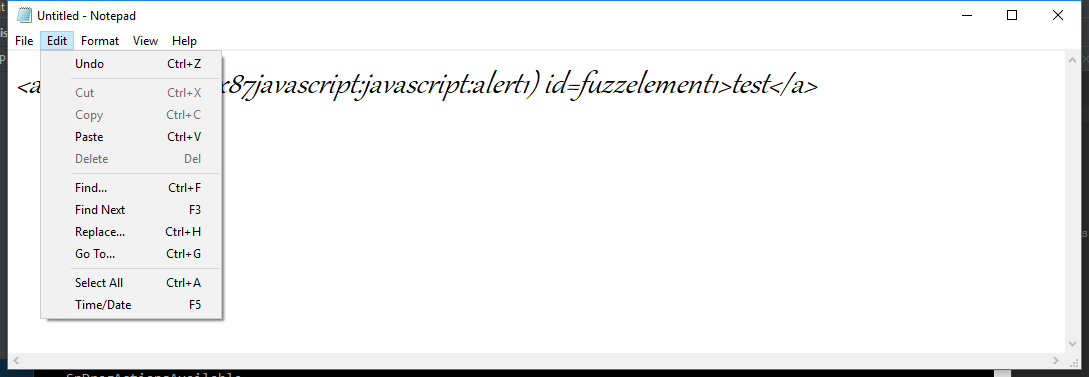 Untitled - Notepad
File Edit Format View Help
<a x87javascript:javascript:alert1) id=fuzzelement1>test</a>
Undo Ctrl+Z
Cut Ctrl+X
Copy Ctrl+C
Paste Ctrl+V
Delete Del
Find... Ctrl+F
Find Next F3
Replace... Ctrl+H
Go To... Ctrl+G
Select All Ctrl+A
Time/Date F5